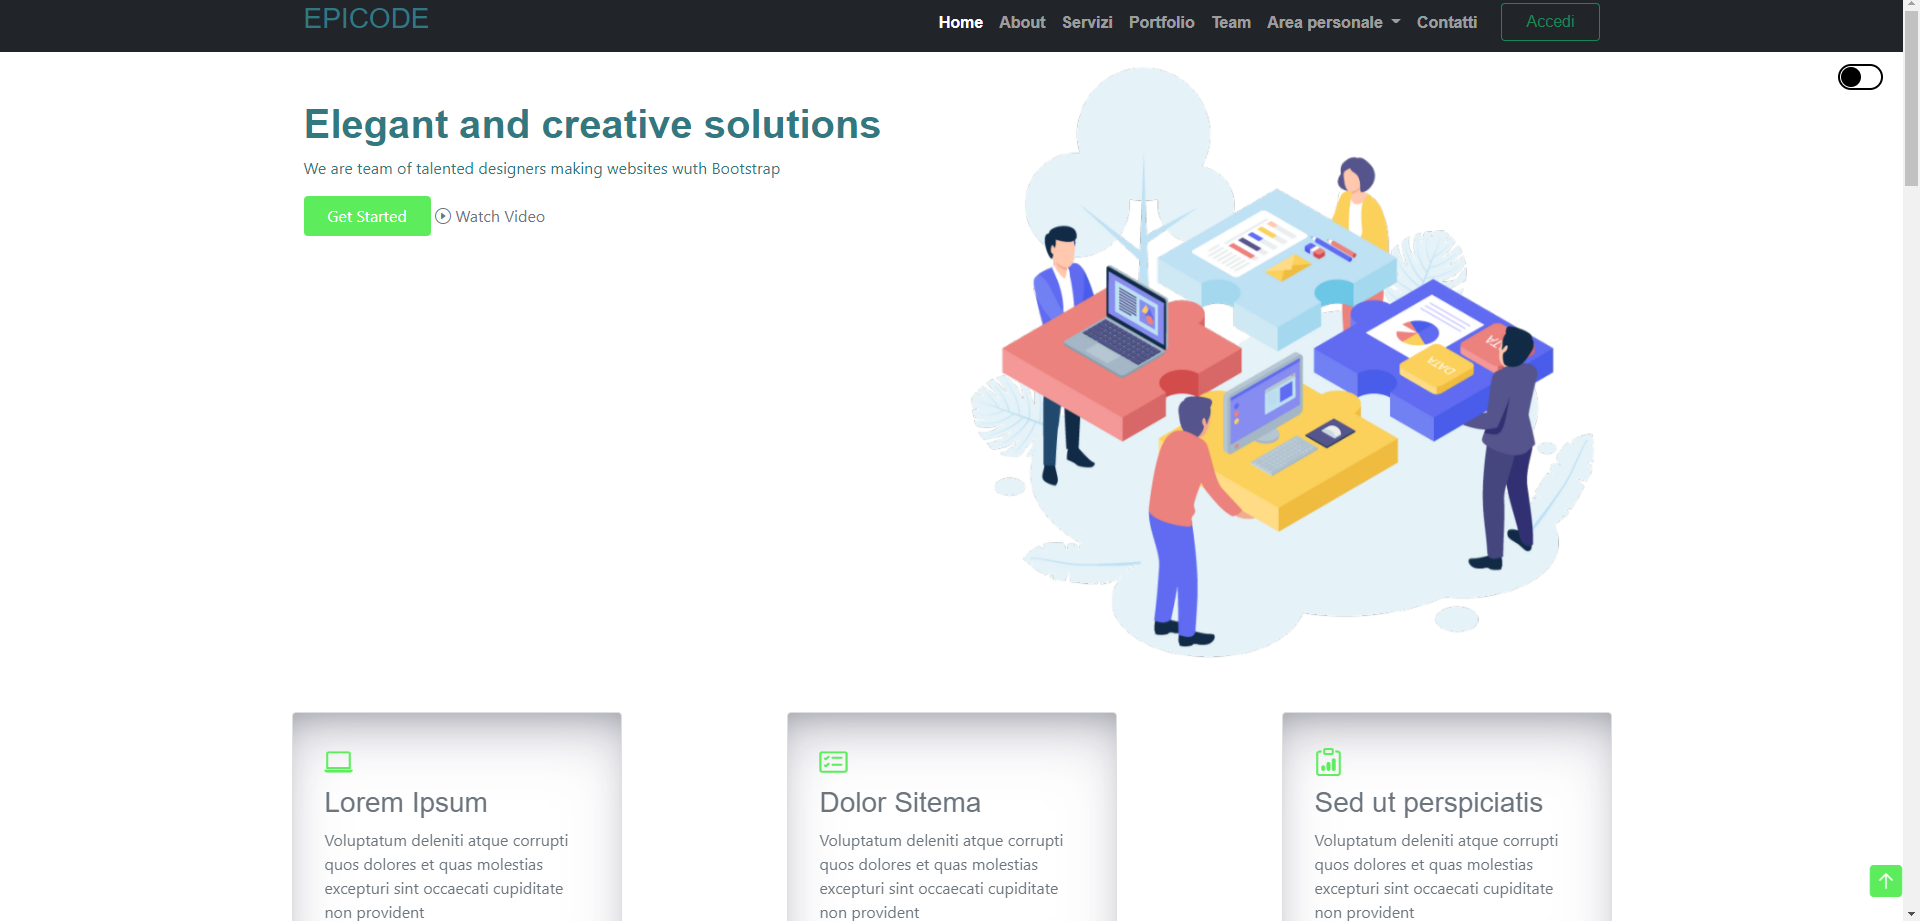 EPICODE
Home About Servizi Portfolio Team Area personale Contatti Accedi
Elegant and creative solutions
We are team of talented designers making websites wuth Bootstrap
Get Started Watch Video
DATA
DATA
Lorem Ipsum
Voluptatum deleniti atque corrupti
quos dolores et quas molestias
excepturi sint occaecati cupiditate
non provident
Dolor Sitema
Voluptatum deleniti atque corrupti
quos dolores et quas molestias
excepturi sint occaecati cupiditate
non provident
Sed ut perspiciatis
Voluptatum deleniti atque corrupti
quos dolores et quas molestias
excepturi sint occaecati cupiditate
non provident